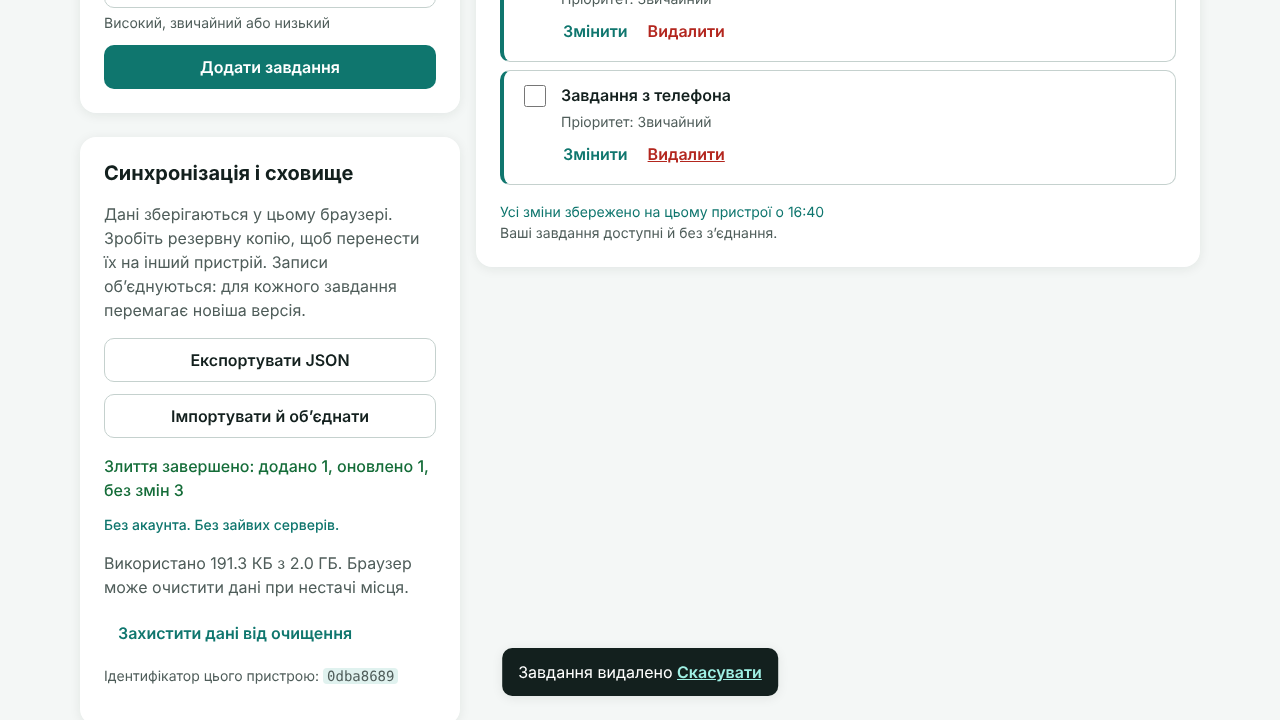 Високий, звичайний або низький
Додати завдання
Синхронізація і сховище
Дані зберігаються у цьому браузері.
Зробіть резервну копію, щоб перенести
їх на інший пристрій. Записи
об’єднуються: для кожного завдання
перемагає новіша версія.
Експортувати JSON
Імпортувати й об’єднати
Злиття завершено: додано 1, оновлено 1,
без змін 3
Без акаунта. Без зайвих серверів.
Використано 191.3 КБ з 2.0 ГБ. Браузер
може очистити дані при нестачі місця.
Захистити дані від очищення
Ідентифікатор цього пристрою: 0dba8689
Пріоритет: Звичайний
Змінити Видалити
Завдання з телефона
Пріоритет: Звичайний
Змінити Видалити
Усі зміни збережено на цьому пристрої о 16:40
Ваші завдання доступні й без з’єднання.
Завдання видалено Скасувати